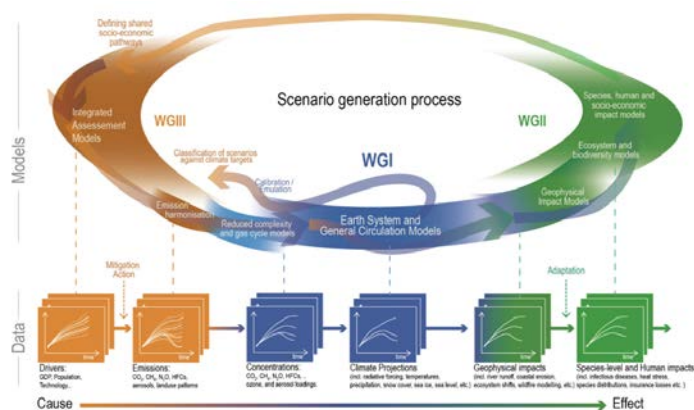 Defining shared
socio-economic
pathways
Scenario generation process
Integrated
Assessment
Models
WGIII
WGII
WGI
Species, human and
socio-economic
impact models
Ecosystem
and biodiversity models
Geophysical
Impact Models
Classification of scenarios
against climate targets
Calibration /
Emission
harmonisation
Reduced complexity
and gas cycle models
Earth System and
General Circulation Models
Models
Mitigation
Action
Adaptation
Data
time
time
time
time
time
time
Drivers:
GDP, Population,
Technology...
Emissions:
CO₂, CH₄, N₂O, HFCs,
aerosols, landuse patterns
Concentrations:
CO₂, CH₄, N₂O, HFCs, ..
ozone, and aerosol loadings
Climate Projections
(incl. radiative forcing, temperatures,
precipitation, snow cover, sea ice, sea level, etc.)
Geophysical impacts
(incl. river runoff, coastal erosion,
ecosystem shifts, wildfire modelling, etc.)
Species-level and Human impacts
(incl. infectious diseases, heat stress,
species distributions, insurance losses etc.)
Cause
Effect